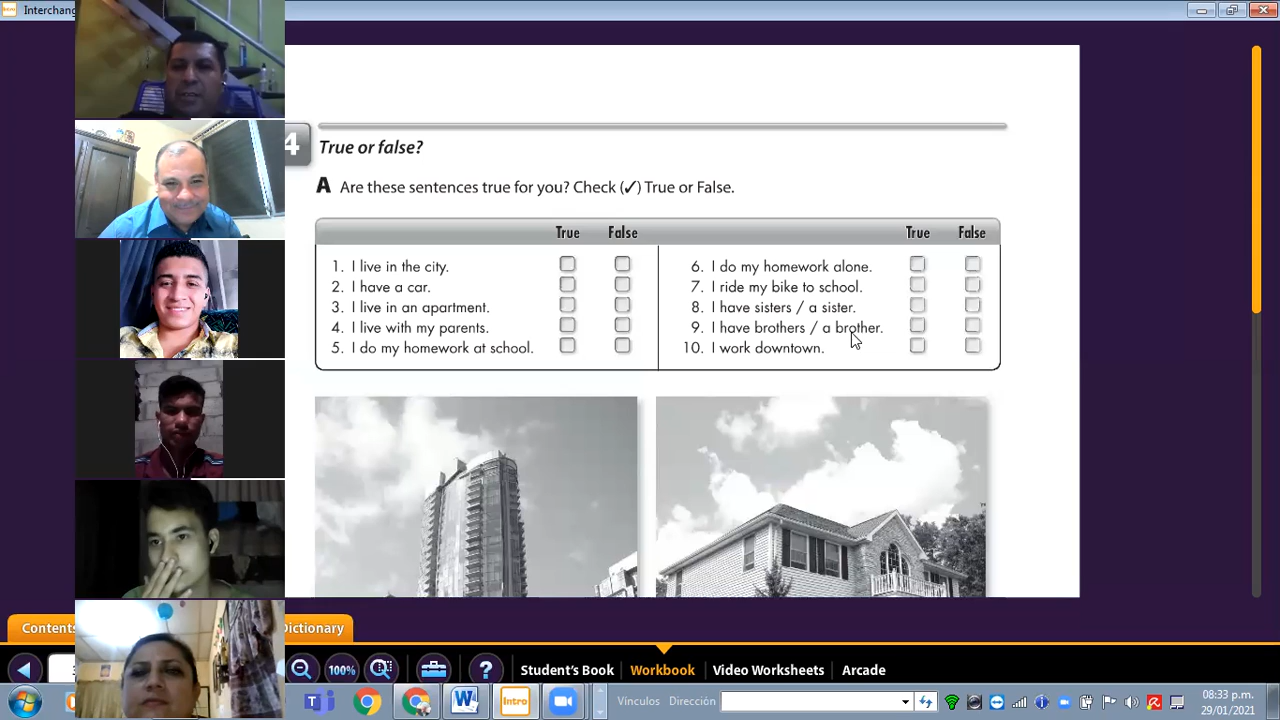 Interchang
4
True or false?
A Are these sentences true for you? Check (✓) True or False.
True False True False
1. I live in the city.
2. I have a car.
3. I live in an apartment.
4. I live with my parents.
5. I do my homework at school.
6. I do my homework alone.
7. I ride my bike to school.
8. I have sisters / a sister.
9. I have brothers / a brother.
10. I work downtown.
Contents
Dictionary
100%
Student's Book Workbook Video Worksheets Arcade
Intro
Vínculos Dirección
08:33 p.m.
29/01/2021